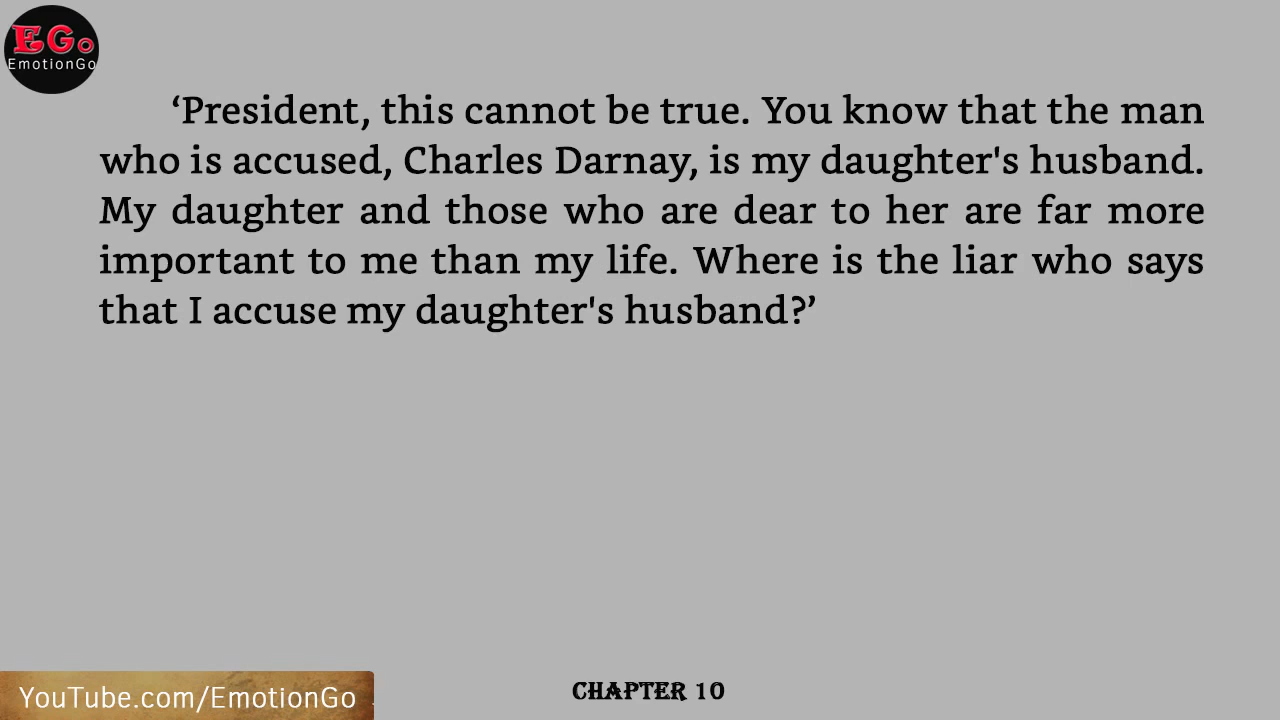 EGo
EmotionGo
‘President, this cannot be true. You know that the man
who is accused, Charles Darnay, is my daughter's husband.
My daughter and those who are dear to her are far more
important to me than my life. Where is the liar who says
that I accuse my daughter's husband?’
YouTube.com/EmotionGo
CHAPTER 10